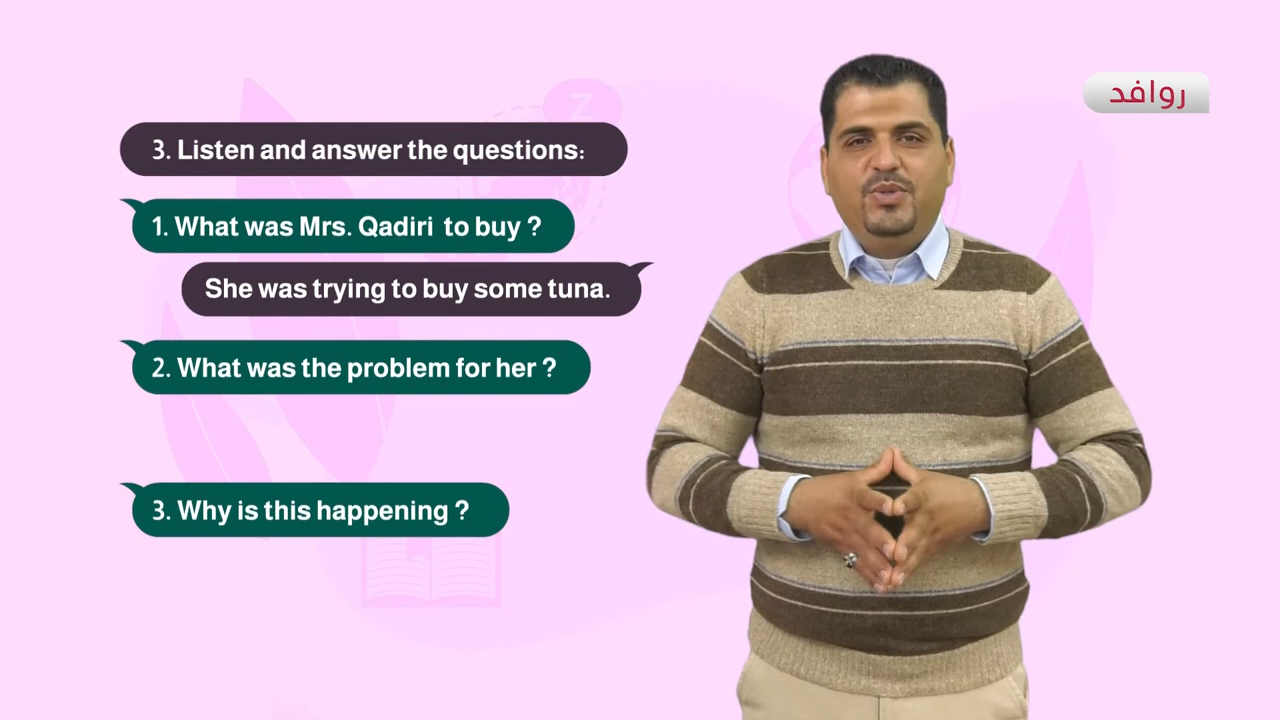 روافد
3. Listen and answer the questions:
1. What was Mrs. Qadiri to buy ?
She was trying to buy some tuna.
2. What was the problem for her ?
3. Why is this happening ?